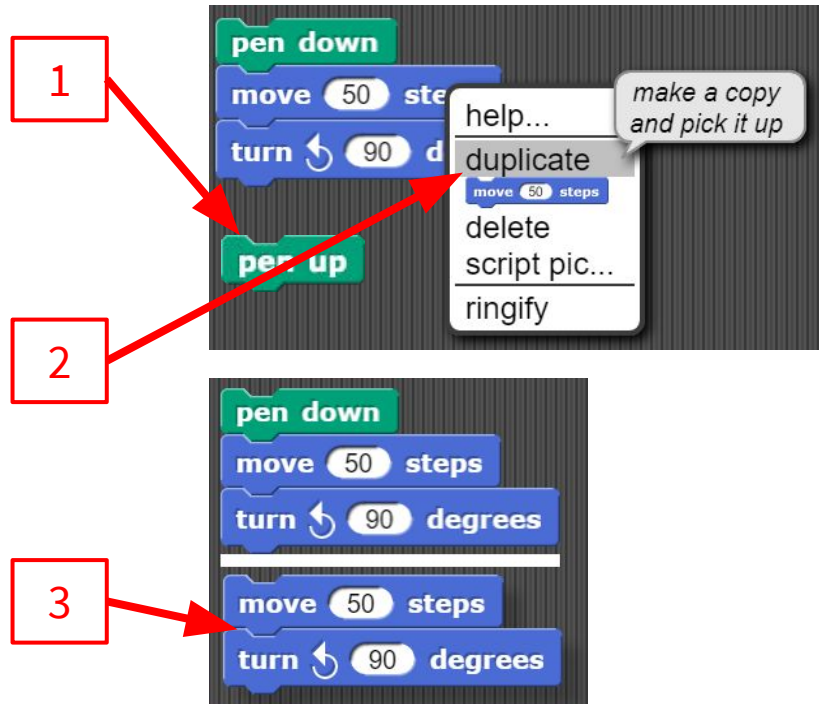 1
pen down
move 50 ste
turn 90 d
pen up
help...
duplicate
move 50 steps
delete
script pic...
ringify
make a copy
and pick it up
2
pen down
move 50 steps
turn 90 degrees
3
move 50 steps
turn 90 degrees